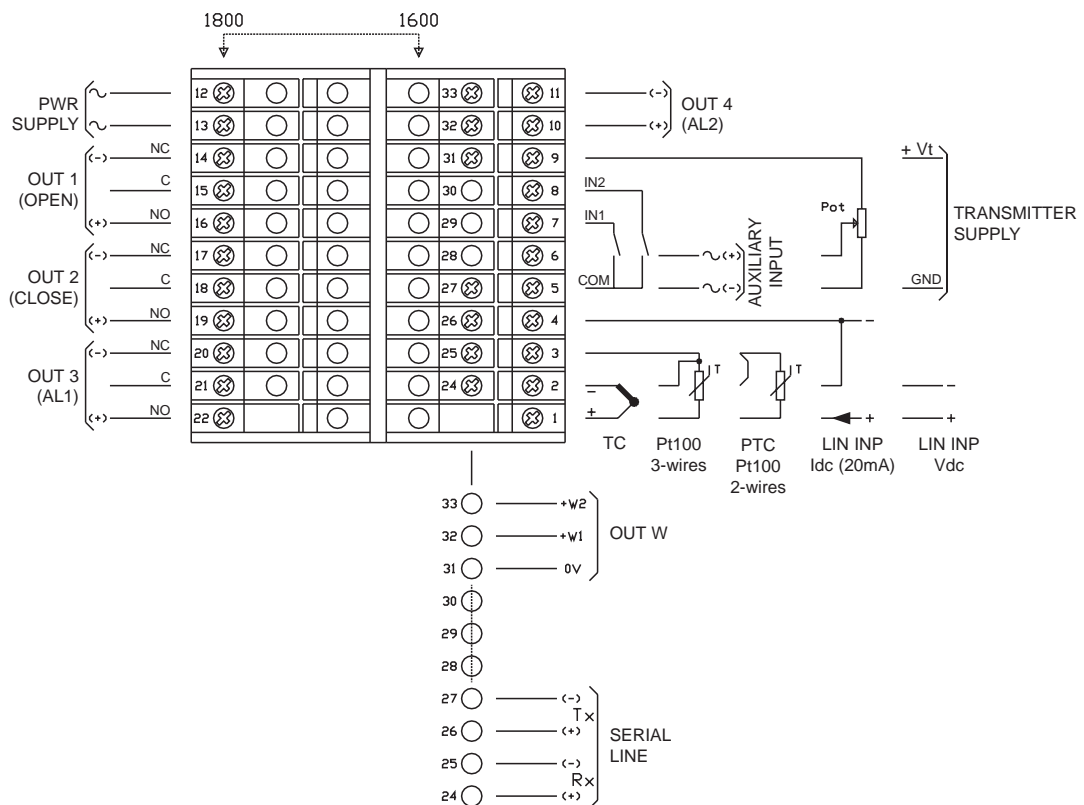 1800 1600
PWR
SUPPLY
OUT 1
(OPEN)
(-) NC
C
(+) NO
OUT 2
(CLOSE)
(-) NC
C
(+) NO
OUT 3
(AL1)
(-) NC
C
(+) NO
12 33 11
13 32 10
14 31 9
15 30 8
16 29 7
17 28 6
18 27 5
19 26 4
20 25 3
21 24 2
22 1
(-)
(+)
OUT 4
(AL2)
IN2
IN1
COM
(+)
(-)
AUXILIARY
INPUT
Pot
+ Vt
GND
TRANSMITTER
SUPPLY
-
T T
- -
+ + +
TC
Pt100
3-wires
PTC
Pt100
2-wires
LIN INP
Idc (20mA)
LIN INP
Vdc
33 +W2
32 +W1
31 0V
OUT W
30
29
28
27 (-)
Tx
26 (+)
25 (-)
Rx
24 (+)
SERIAL
LINE